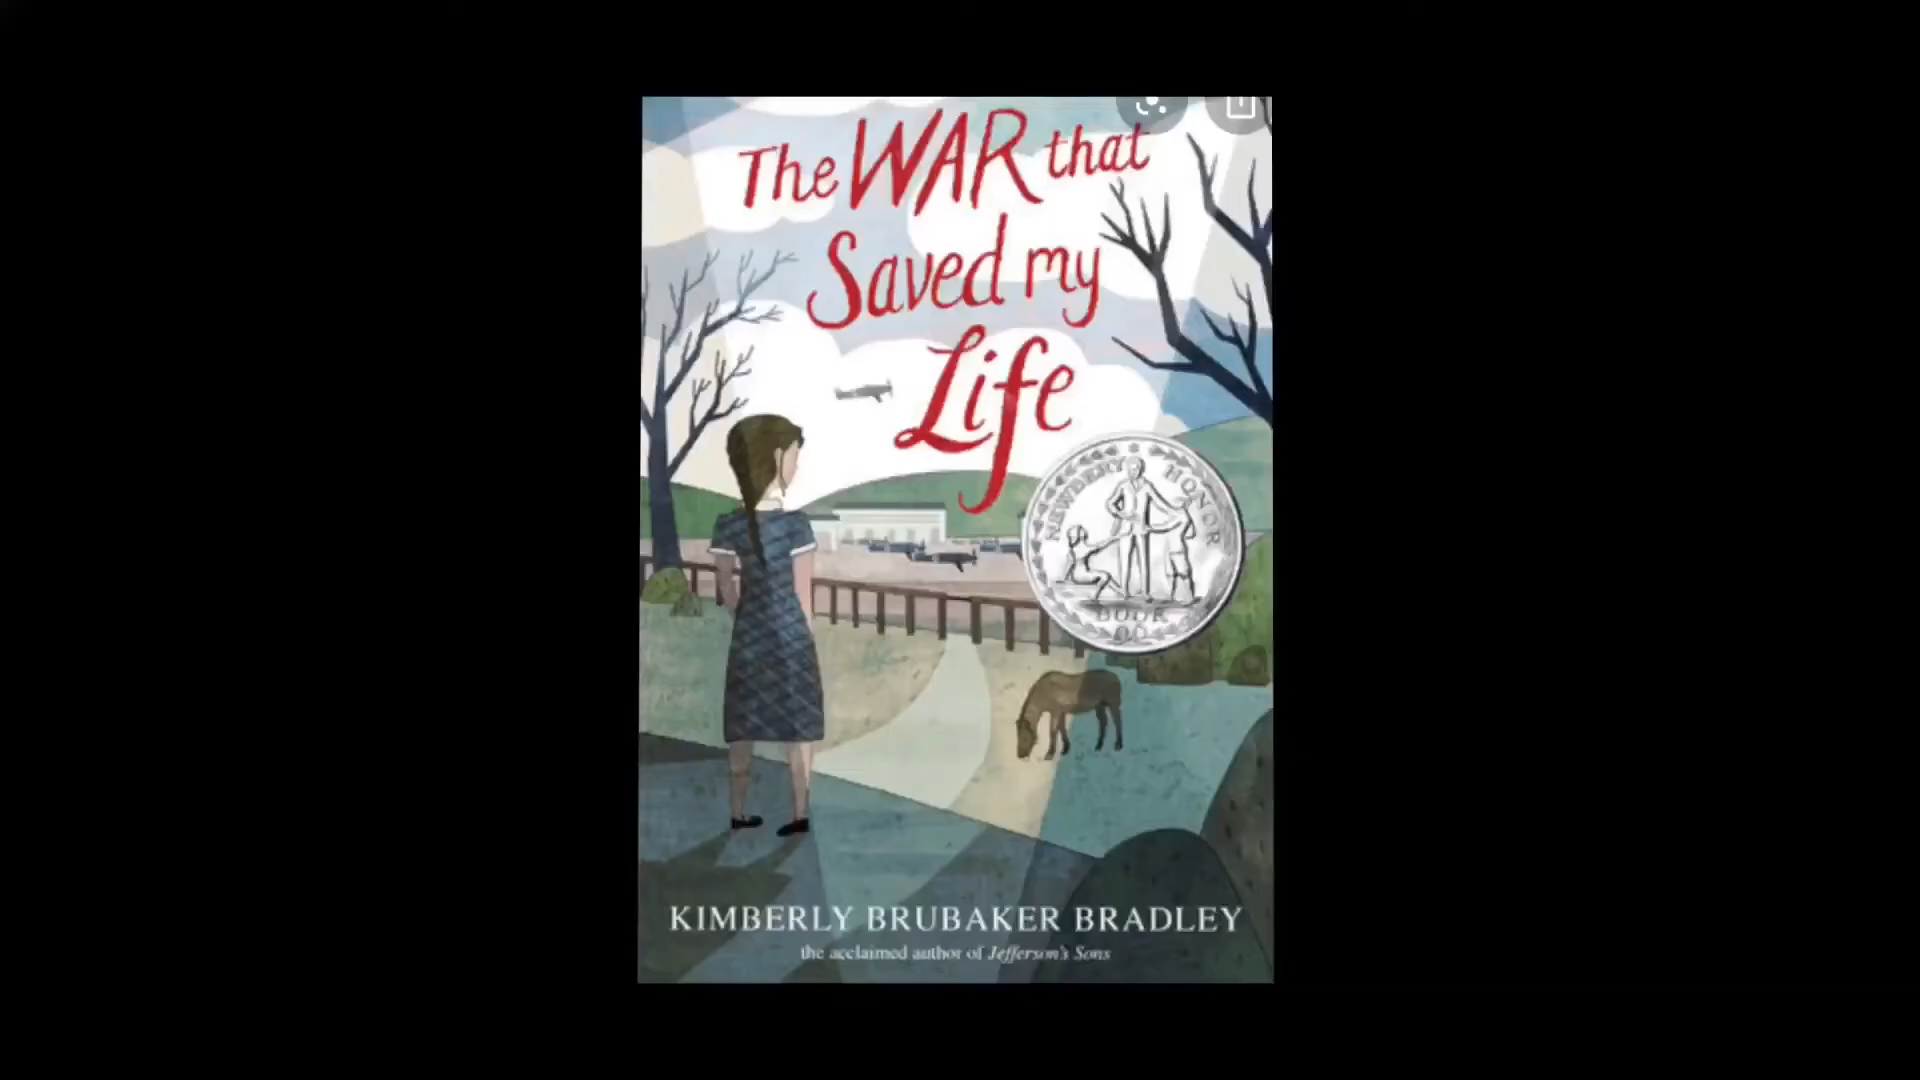 The WAR that
Saved my
Life
NEWBERY HONOR
BOOK
KIMBERLY BRUBAKER BRADLEY
the acclaimed author of Jefferson's Sons